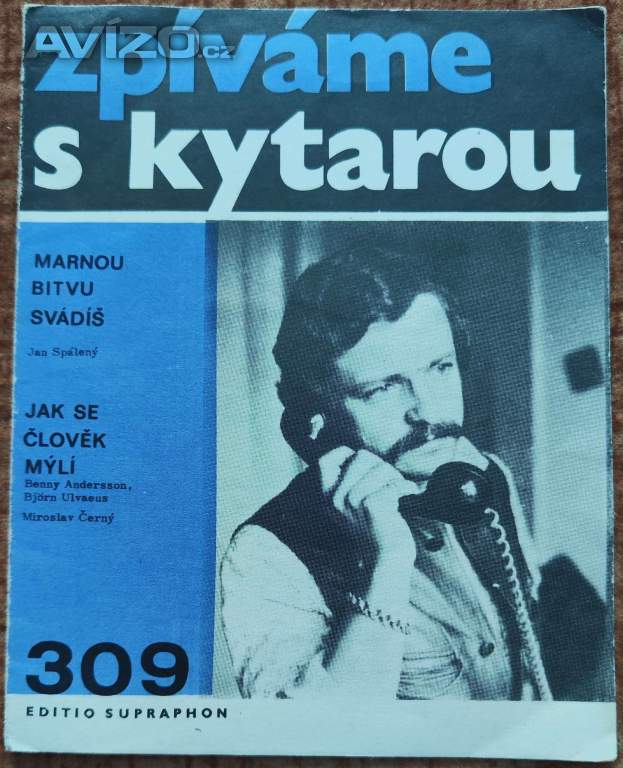 AVÍZO.cz
zpíváme
s kytarou
MARNOU
BITVU
SVÁDÍŠ
Jan Spálený
JAK SE
ČLOVĚK
MÝLÍ
Benny Andersson,
Björn Ulvaeus
Miroslav Černý
309
EDITIO SUPRAPHON